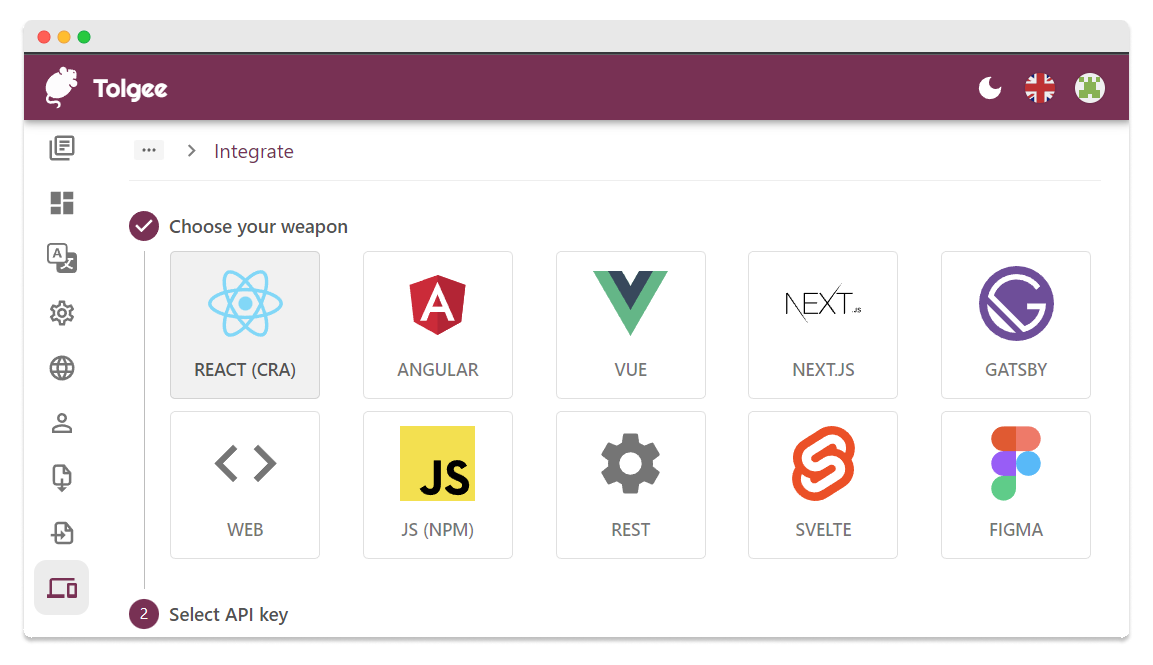 Tolgee
... > Integrate
Choose your weapon
REACT (CRA)
ANGULAR
VUE
NEXT.JS
NEXT.JS
GATSBY
WEB
JS
JS (NPM)
REST
SVELTE
FIGMA
2 Select API key